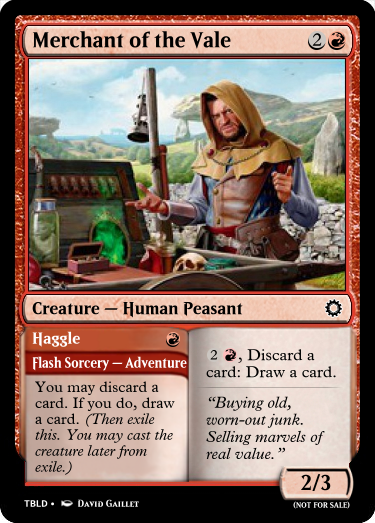 Merchant of the Vale 2
Creature — Human Peasant
Haggle
Flash Sorcery — Adventure
You may discard a
card. If you do, draw
a card. (Then exile
this. You may cast the
creature later from
exile.)
2 , Discard a
card: Draw a card.
“Buying old,
worn-out junk.
Selling marvels of
real value.”
2/3
TBLD • DAVID GAILLET
(NOT FOR SALE)